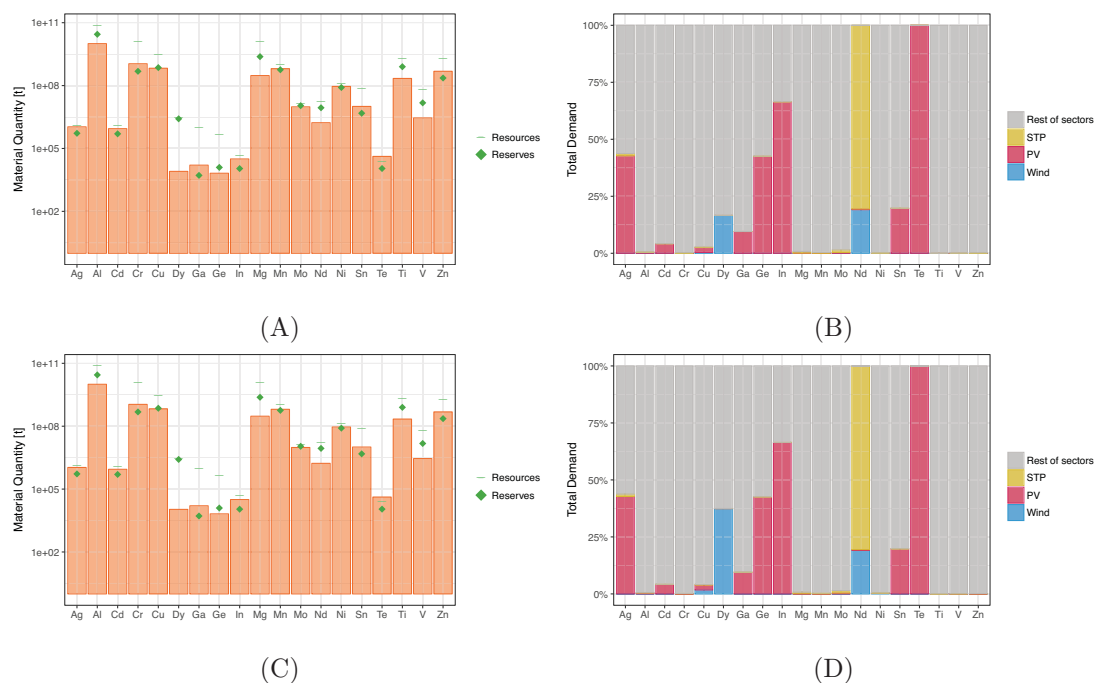 1e+11
1e+08
1e+05
1e+02
Material Quantity [t]
Ag Al Cd Cr Cu Dy Ga Ge In Mg Mn Mo Nd Ni Sn Te Ti V Zn
Resources
Reserves
(A)
100%
75%
50%
25%
0%
Total Demand
Ag Al Cd Cr Cu Dy Ga Ge In Mg Mn Mo Nd Ni Sn Te Ti V Zn
Rest of sectors
STP
PV
Wind
(B)
1e+11
1e+08
1e+05
1e+02
Material Quantity [t]
Ag Al Cd Cr Cu Dy Ga Ge In Mg Mn Mo Nd Ni Sn Te Ti V Zn
Resources
Reserves
(C)
100%
75%
50%
25%
0%
Total Demand
Ag Al Cd Cr Cu Dy Ga Ge In Mg Mn Mo Nd Ni Sn Te Ti V Zn
Rest of sectors
STP
PV
Wind
(D)